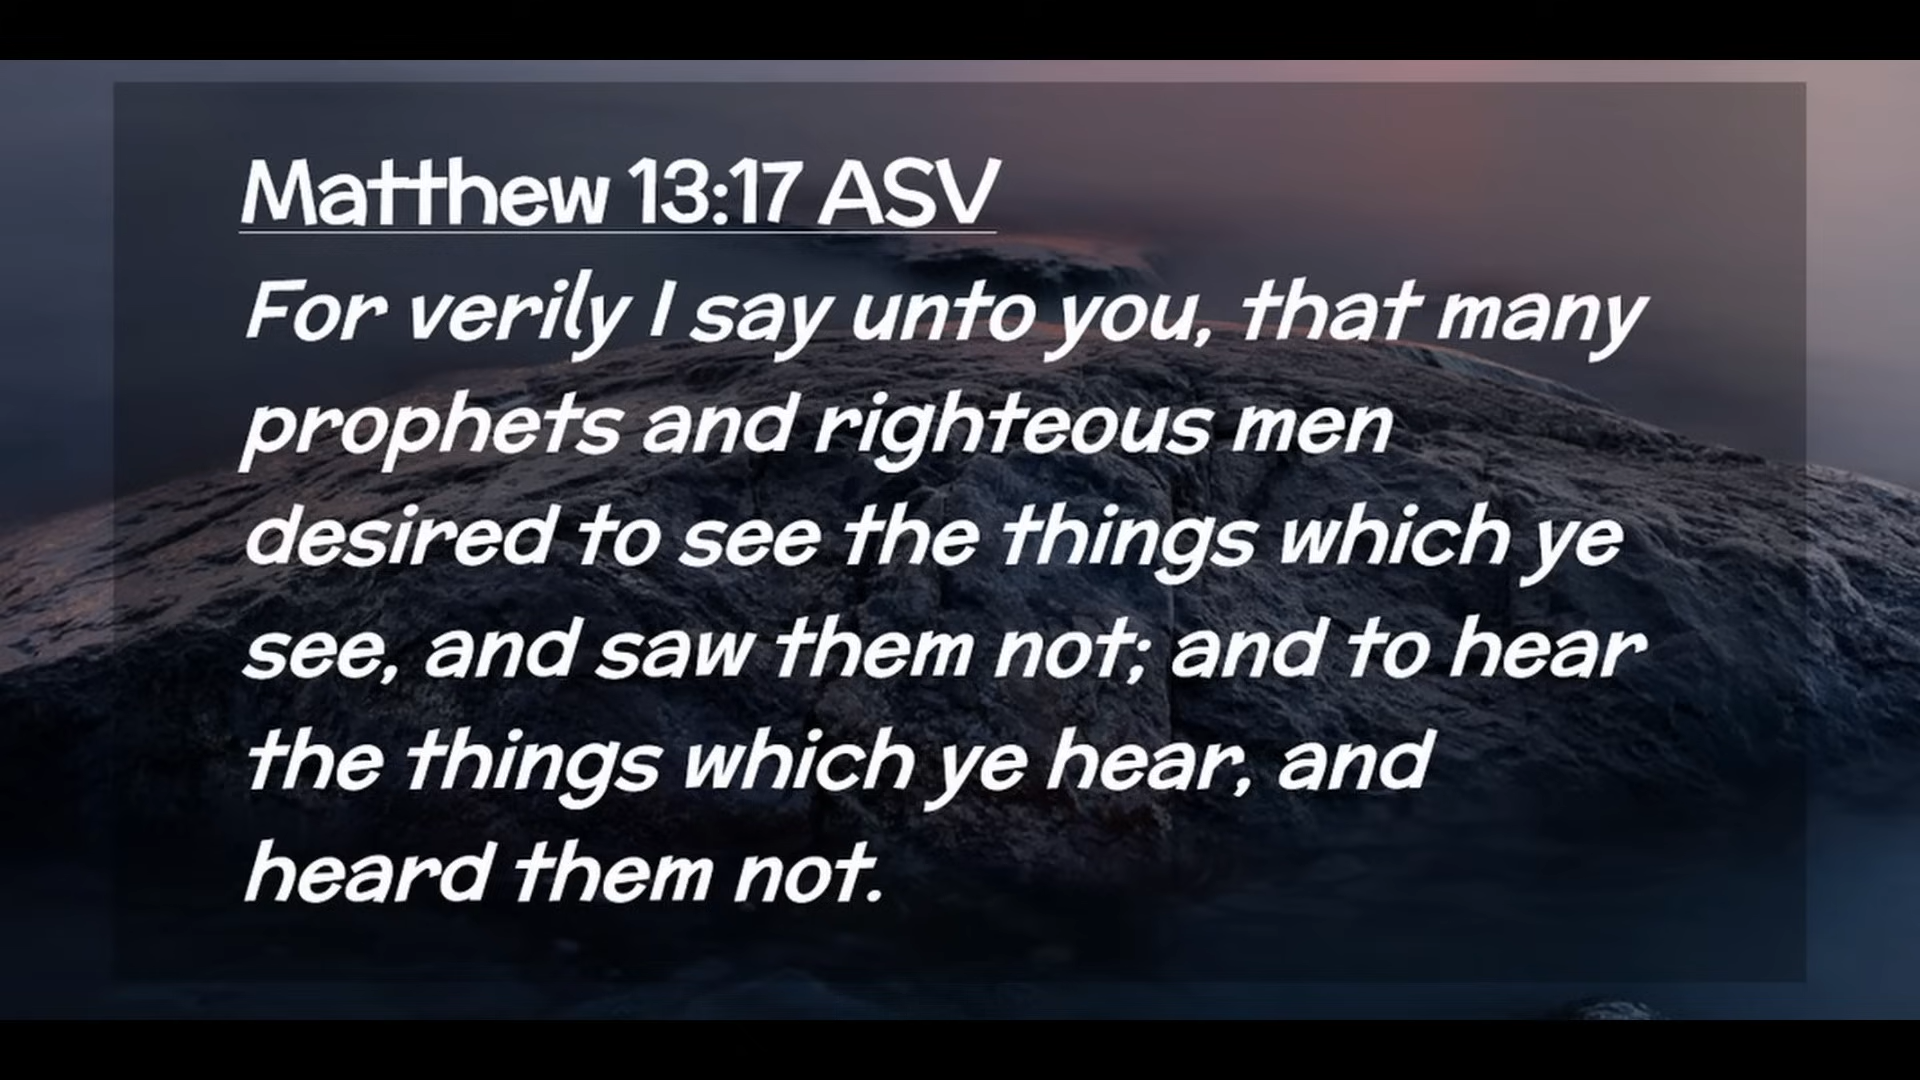 Matthew 13:17 ASV
For verily I say unto you, that many
prophets and righteous men
desired to see the things which ye
see, and saw them not; and to hear
the things which ye hear, and
heard them not.